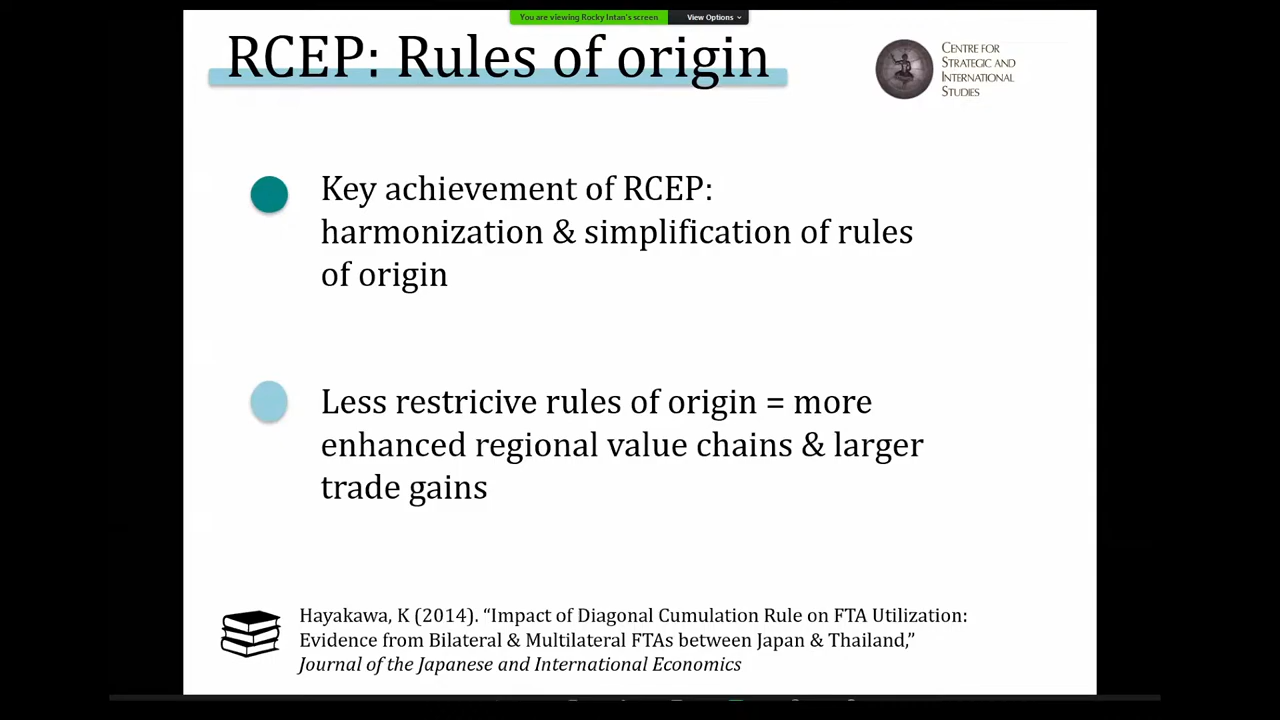 You are viewing Rocky Intan's screen
View Options
RCEP: Rules of origin
CENTRE FOR
STRATEGIC AND
INTERNATIONAL
STUDIES
Key achievement of RCEP:
harmonization & simplification of rules
of origin
Less restricive rules of origin = more
enhanced regional value chains & larger
trade gains
Hayakawa, K (2014). “Impact of Diagonal Cumulation Rule on FTA Utilization:
Evidence from Bilateral & Multilateral FTAs between Japan & Thailand,”
Journal of the Japanese and International Economics